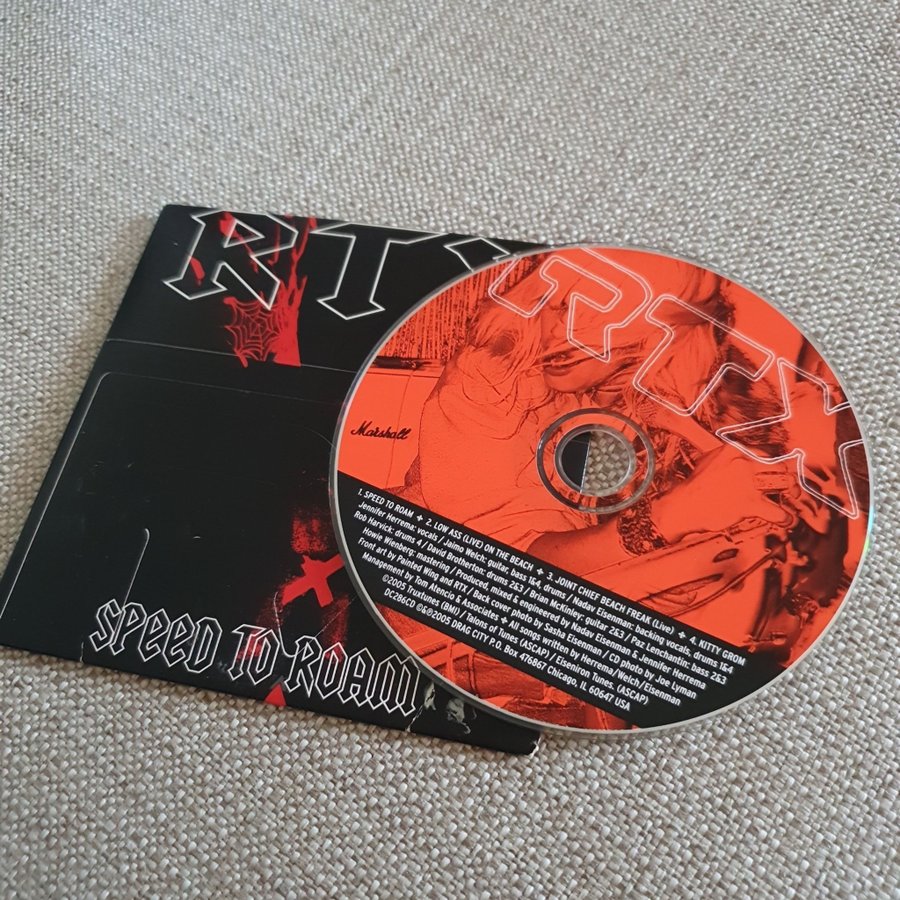 RTX
SPEED TO ROAM
RTX
Marshall
1. SPEED TO ROAM + 2. LOW ASS (LIVE) ON THE BEACH + 3. JOINT CHIEF BEACH FREAK (Live) + 4. KITTY GROM
Jennifer Herrema: vocals / Jaimo Welch: guitar, bass 1&4, drums / Nadav Eisenman: backing vocals, drums 1&4
Rob Harvick: drums 4 / David Brotherton: drums 2&3 / Brian McKinley: guitar 2&3 / Paz Lenchantin: bass 2&3
Howie Wienberg: mastering / Produced, mixed & engineered by Nadav Eisenman & Jennifer Herrema
Front art by Painted Wing and RTX / Back cover photo by Sasha Eisenman / CD photo by Joe Lyman
Management by Tom Atencio & Associates + All songs written by Herrema/Welch/Eisenman
©2005 Truxtunes (BMI) / Talons of Tunes (ASCAP) / Eiseniron Tunes. (ASCAP)
DC286CD ©&℗2005 DRAG CITY P.O. Box 476867 Chicago, IL 60647 USA